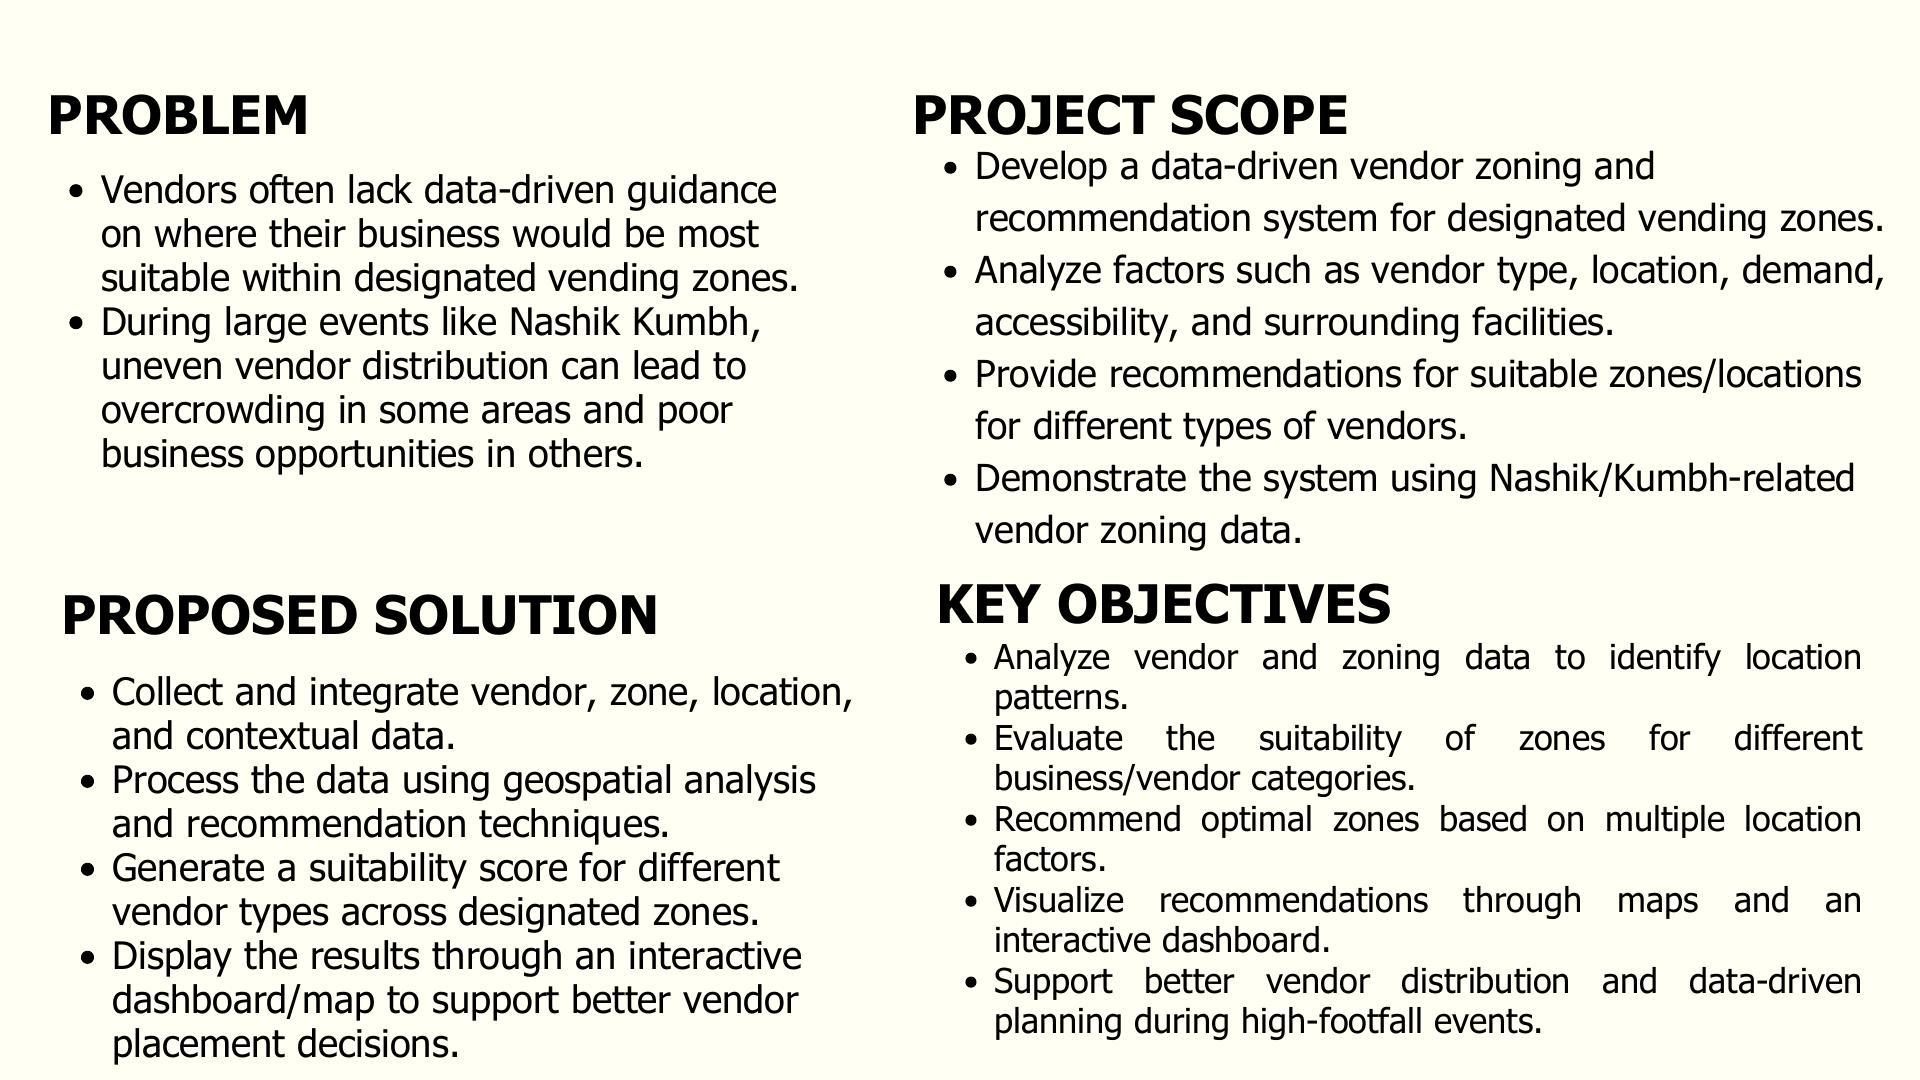 PROBLEM
• Vendors often lack data-driven guidance
on where their business would be most
suitable within designated vending zones.
• During large events like Nashik Kumbh,
uneven vendor distribution can lead to
overcrowding in some areas and poor
business opportunities in others.
PROJECT SCOPE
• Develop a data-driven vendor zoning and
recommendation system for designated vending zones.
• Analyze factors such as vendor type, location, demand,
accessibility, and surrounding facilities.
• Provide recommendations for suitable zones/locations
for different types of vendors.
• Demonstrate the system using Nashik/Kumbh-related
vendor zoning data.
PROPOSED SOLUTION
• Collect and integrate vendor, zone, location,
and contextual data.
• Process the data using geospatial analysis
and recommendation techniques.
• Generate a suitability score for different
vendor types across designated zones.
• Display the results through an interactive
dashboard/map to support better vendor
placement decisions.
KEY OBJECTIVES
• Analyze vendor and zoning data to identify location
patterns.
• Evaluate the suitability of zones for different
business/vendor categories.
• Recommend optimal zones based on multiple location
factors.
• Visualize recommendations through maps and an
interactive dashboard.
• Support better vendor distribution and data-driven
planning during high-footfall events.